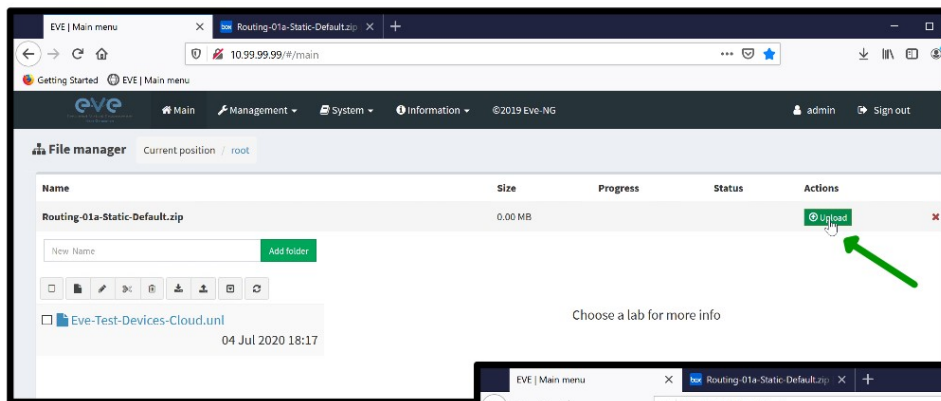 EVE | Main menu
box Routing-01a-Static-Default.zip
10.99.99.99/#/main
Getting Started EVE | Main menu
eve Main Management System Information ©2019 Eve-NG admin Sign out
File manager Current position / root
Name Size Progress Status Actions
Routing-01a-Static-Default.zip 0.00 MB Upload
New Name Add folder
Eve-Test-Devices-Cloud.unl
04 Jul 2020 18:17
Choose a lab for more info
EVE | Main menu
box Routing-01a-Static-Default.zip